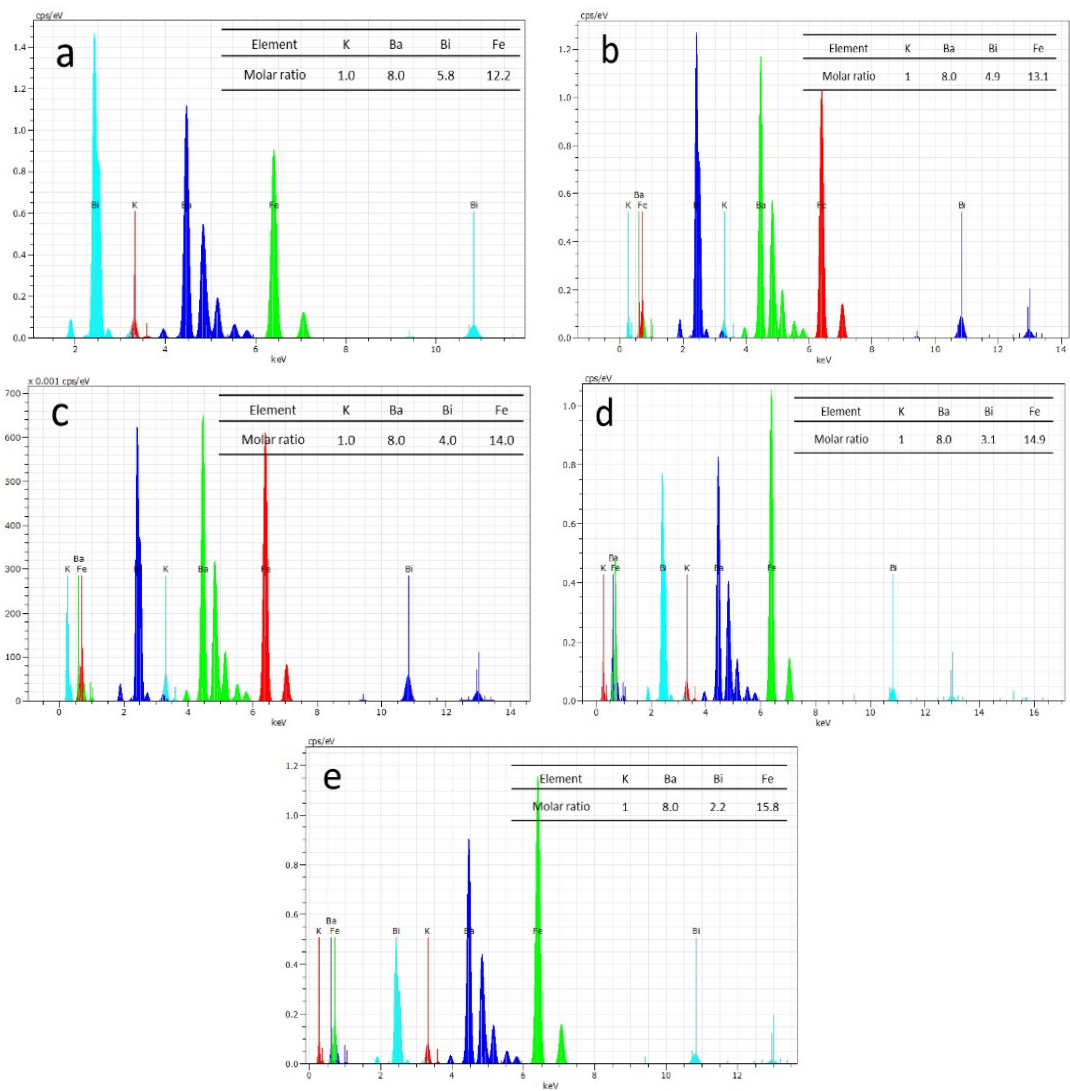 cps/eV
a
Element K Ba Bi Fe
Molar ratio 1.0 8.0 5.8 12.2
1.4
1.2
1.0
0.8
0.6
0.4
0.2
0.0
Bi K Ba Fe Bi
2 4 6 8 10
keV
cps/eV
b
Element K Ba Bi Fe
Molar ratio 1 8.0 4.9 13.1
1.2
1.0
0.8
0.6
0.4
0.2
0.0
Ba
K Fe K Ba Fe Bi
0 2 4 6 8 10 12 14
keV
x 0.001 cps/eV
c
Element K Ba Bi Fe
Molar ratio 1.0 8.0 4.0 14.0
700
600
500
400
300
200
100
0
Ba
K Fe K Ba Fe Bi
0 2 4 6 8 10 12 14
keV
cps/eV
d
Element K Ba Bi Fe
Molar ratio 1 8.0 3.1 14.9
1.0
0.8
0.6
0.4
0.2
0.0
Ba
K Fe Bi K Ba Fe Bi
0 2 4 6 8 10 12 14 16
keV
cps/eV
e
Element K Ba Bi Fe
Molar ratio 1 8.0 2.2 15.8
1.2
1.0
0.8
0.6
0.4
0.2
0.0
Ba
K Fe Bi K Ba Fe Bi
0 2 4 6 8 10 12
keV